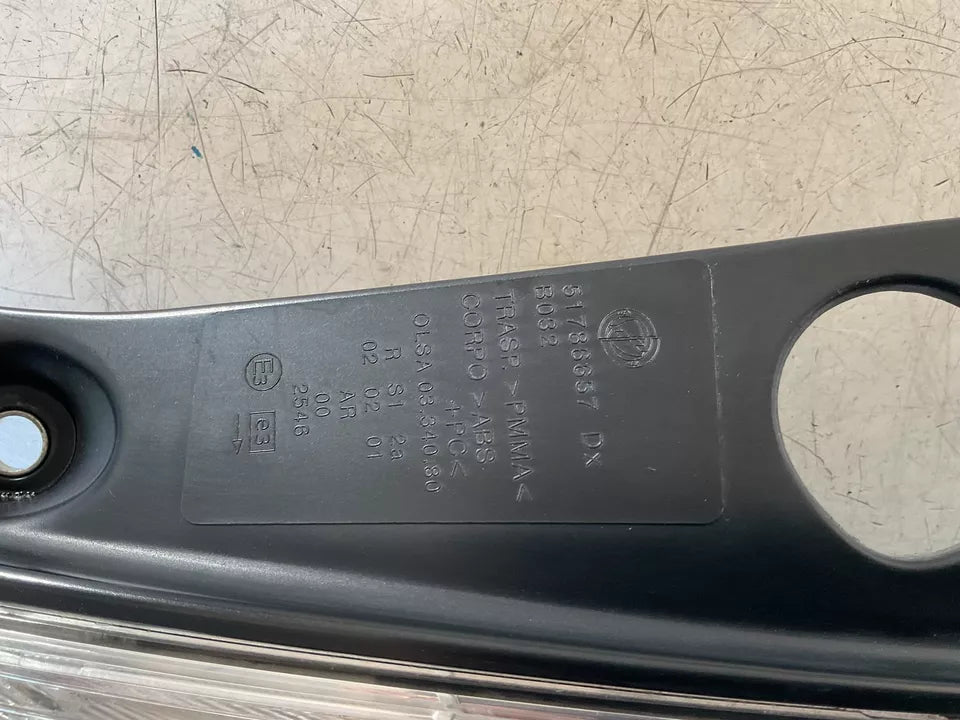 51786637 Dx
B032
TRASP. >PMMA<
CORPO >ABS
+PC<
OLSA 03.340.80
R S1 2a
02 02 01
AR
00
2546
E3 e3